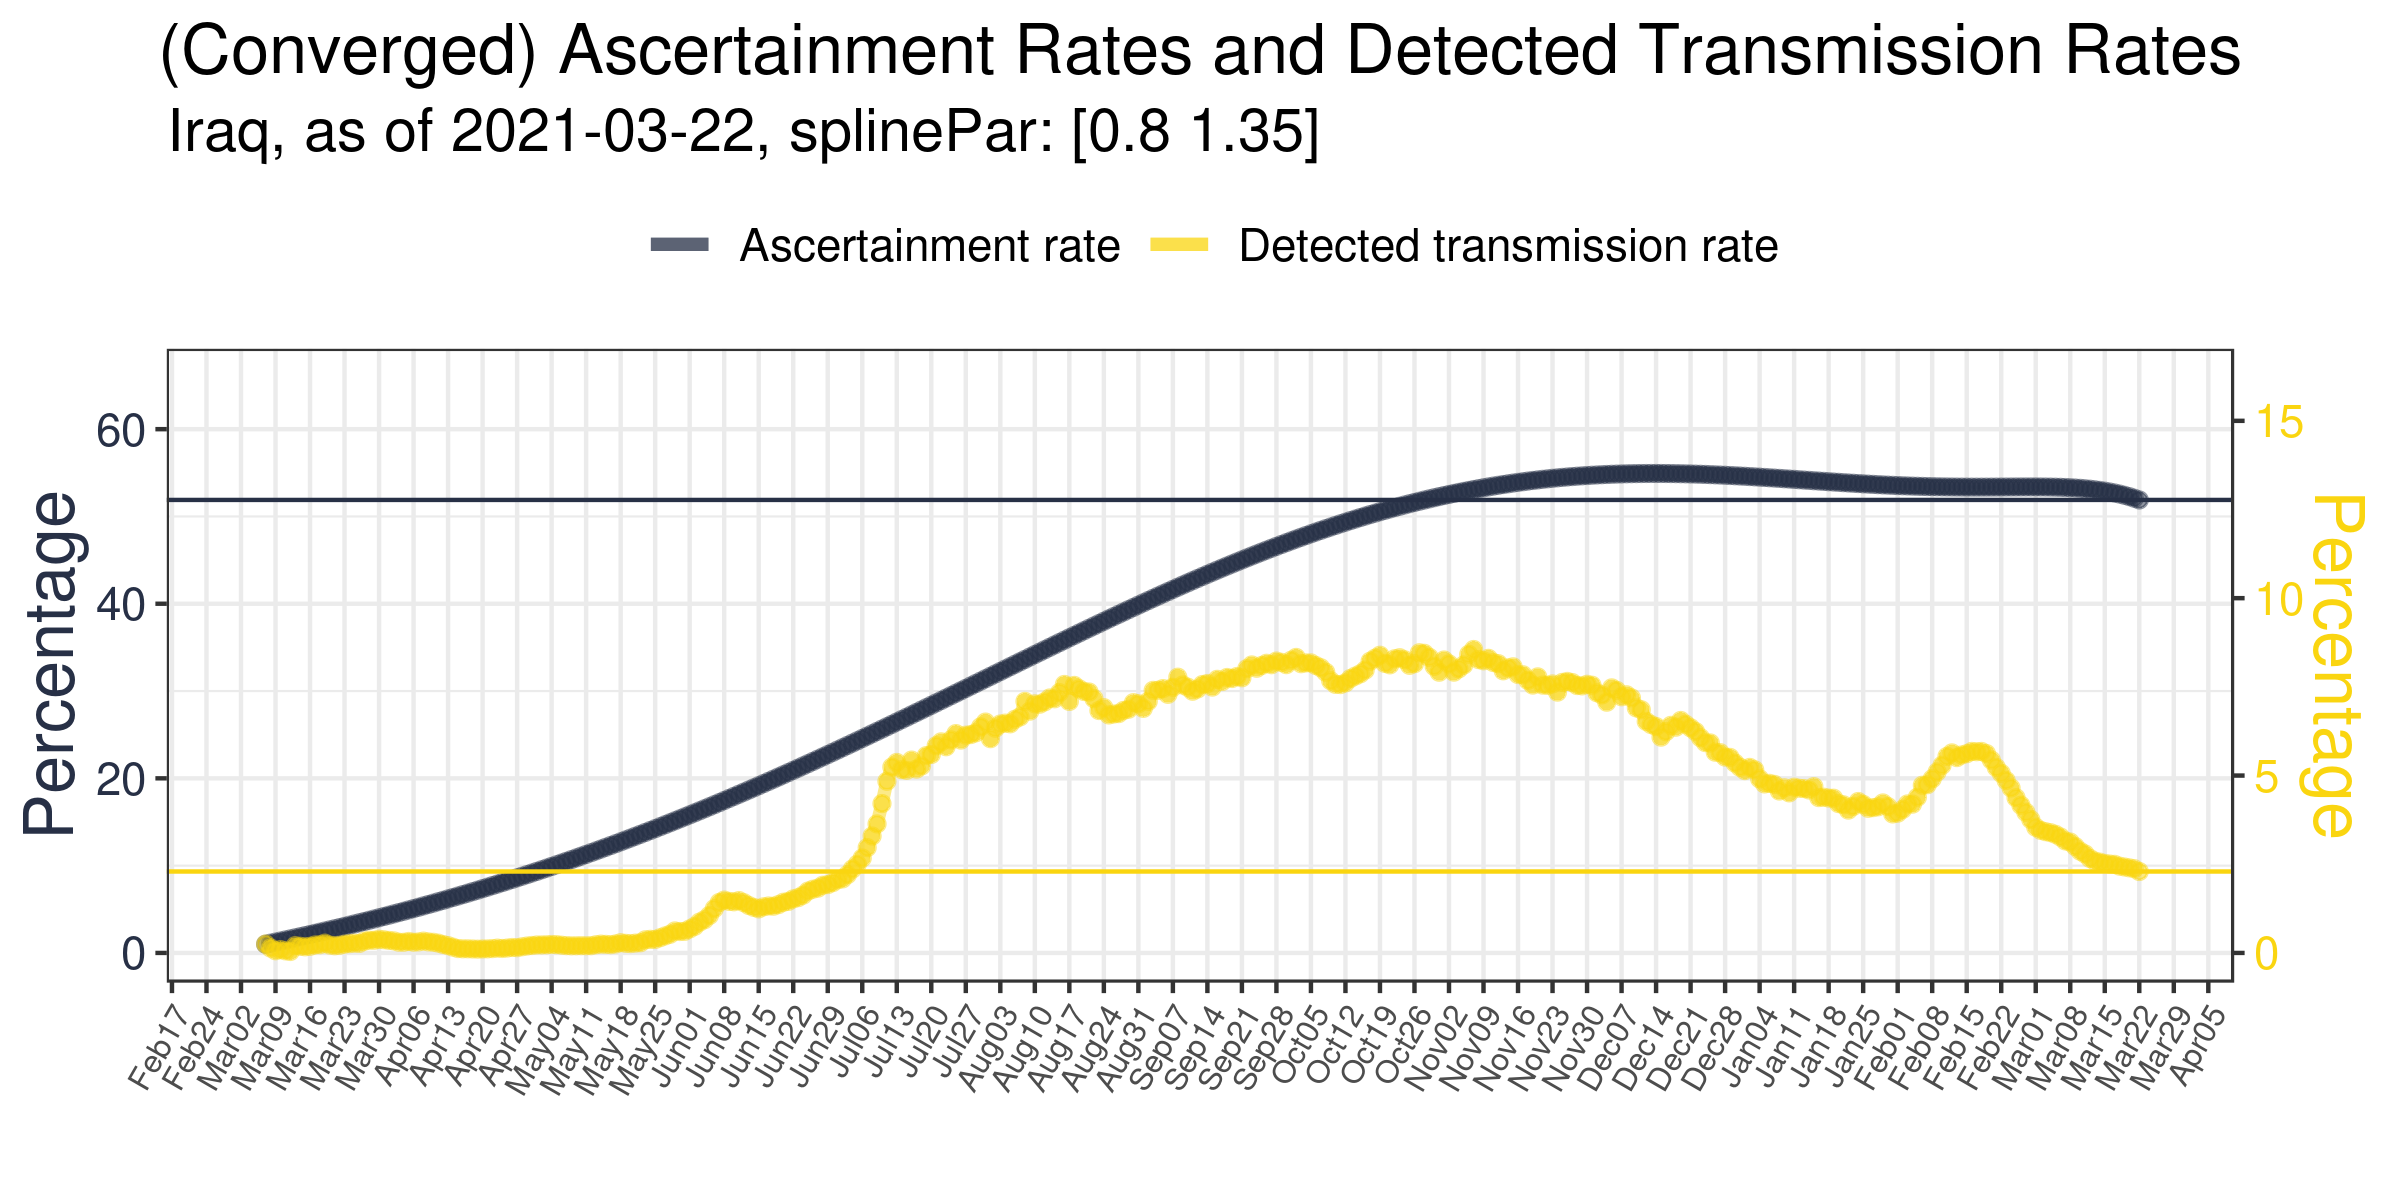 (Converged) Ascertainment Rates and Detected Transmission Rates
Iraq, as of 2021-03-22, splinePar: [0.8 1.35]
Ascertainment rate
Detected transmission rate
Percentage
60
40
20
0
15
10
5
0
Percentage
Feb17
Feb24
Mar02
Mar09
Mar16
Mar23
Mar30
Apr06
Apr13
Apr20
Apr27
May04
May11
May18
May25
Jun01
Jun08
Jun15
Jun22
Jun29
Jul06
Jul13
Jul20
Jul27
Aug03
Aug10
Aug17
Aug24
Aug31
Sep07
Sep14
Sep21
Sep28
Oct05
Oct12
Oct19
Oct26
Nov02
Nov09
Nov16
Nov23
Nov30
Dec07
Dec14
Dec21
Dec28
Jan04
Jan11
Jan18
Jan25
Feb01
Feb08
Feb15
Feb22
Mar01
Mar08
Mar15
Mar22
Mar29
Apr05